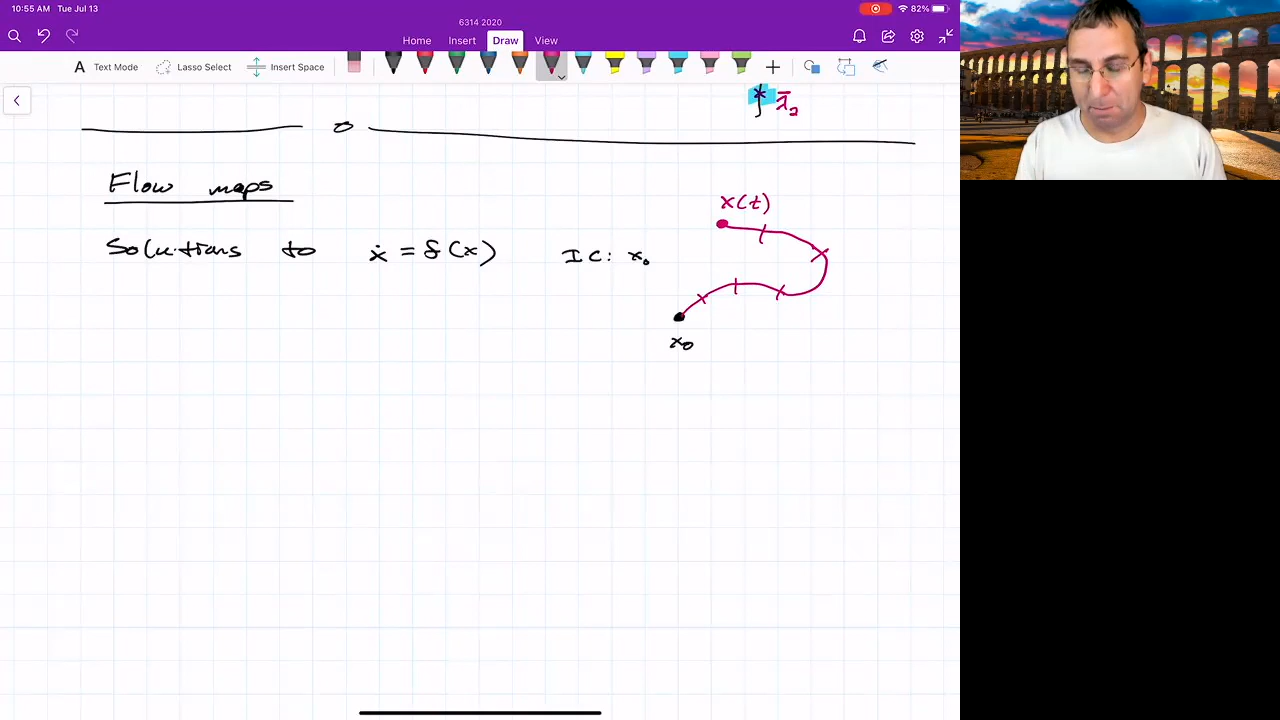 10:55 AM Tue Jul 13
82%
6314 2020
Home Insert Draw View
A Text Mode Lasso Select Insert Space
x̄₂
Flow maps
x(t)
Solutions to ẋ = f(x) IC: x₀
x₀